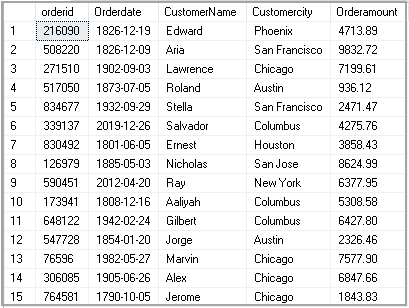 orderid Orderdate CustomerName Customercity Orderamount
1 216090 1826-12-19 Edward Phoenix 4713.89
2 508220 1826-12-09 Aria San Francisco 9832.72
3 271510 1902-09-03 Lawrence Chicago 7199.61
4 517050 1873-07-05 Roland Austin 936.12
5 834677 1932-09-29 Stella San Francisco 2471.47
6 339137 2019-12-26 Salvador Columbus 4275.76
7 830492 1801-06-05 Ernest Houston 3858.43
8 126979 1885-05-03 Nicholas San Jose 8624.99
9 590451 2012-04-20 Ray New York 6377.95
10 173941 1808-12-16 Aaliyah Columbus 5308.58
11 648122 1942-02-24 Gilbert Columbus 6427.80
12 547728 1854-01-20 Jorge Austin 2326.46
13 76596 1982-05-27 Marvin Chicago 7577.90
14 306085 1905-06-26 Alex Chicago 6847.66
15 764581 1790-10-05 Jerome Chicago 1843.83